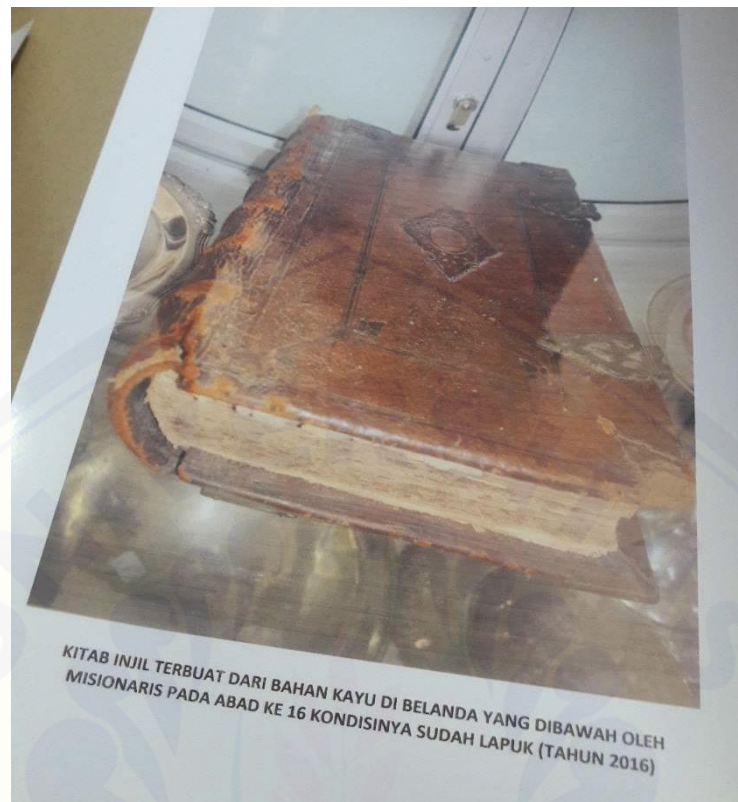 KITAB INJIL TERBUAT DARI BAHAN KAYU DI BELANDA YANG DIBAWAH OLEH
MISIONARIS PADA ABAD KE 16 KONDISINYA SUDAH LAPUK (TAHUN 2016)